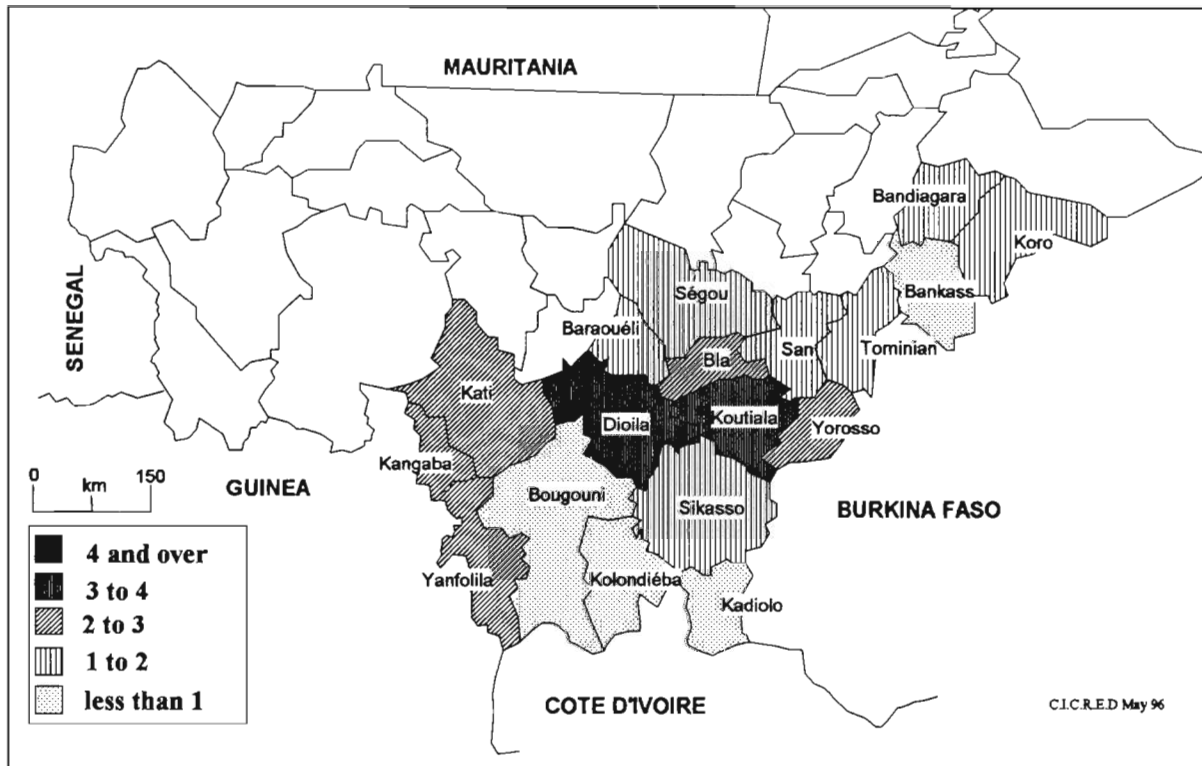 MAURITANIA
Bandiagara
Koro
SENEGAL
Ségou
Bankass
Baraouéli
San
Tominian
Bla
Kati
Dioila
Koutiala
Yorosso
Kangaba
0 150
km
GUINEA
Bougouni
Sikasso
BURKINA FASO
4 and over
3 to 4
2 to 3
1 to 2
less than 1
Yanfolila
Kolondiéba
Kadiolo
COTE D'IVOIRE
C.I.C.R.E.D May 96